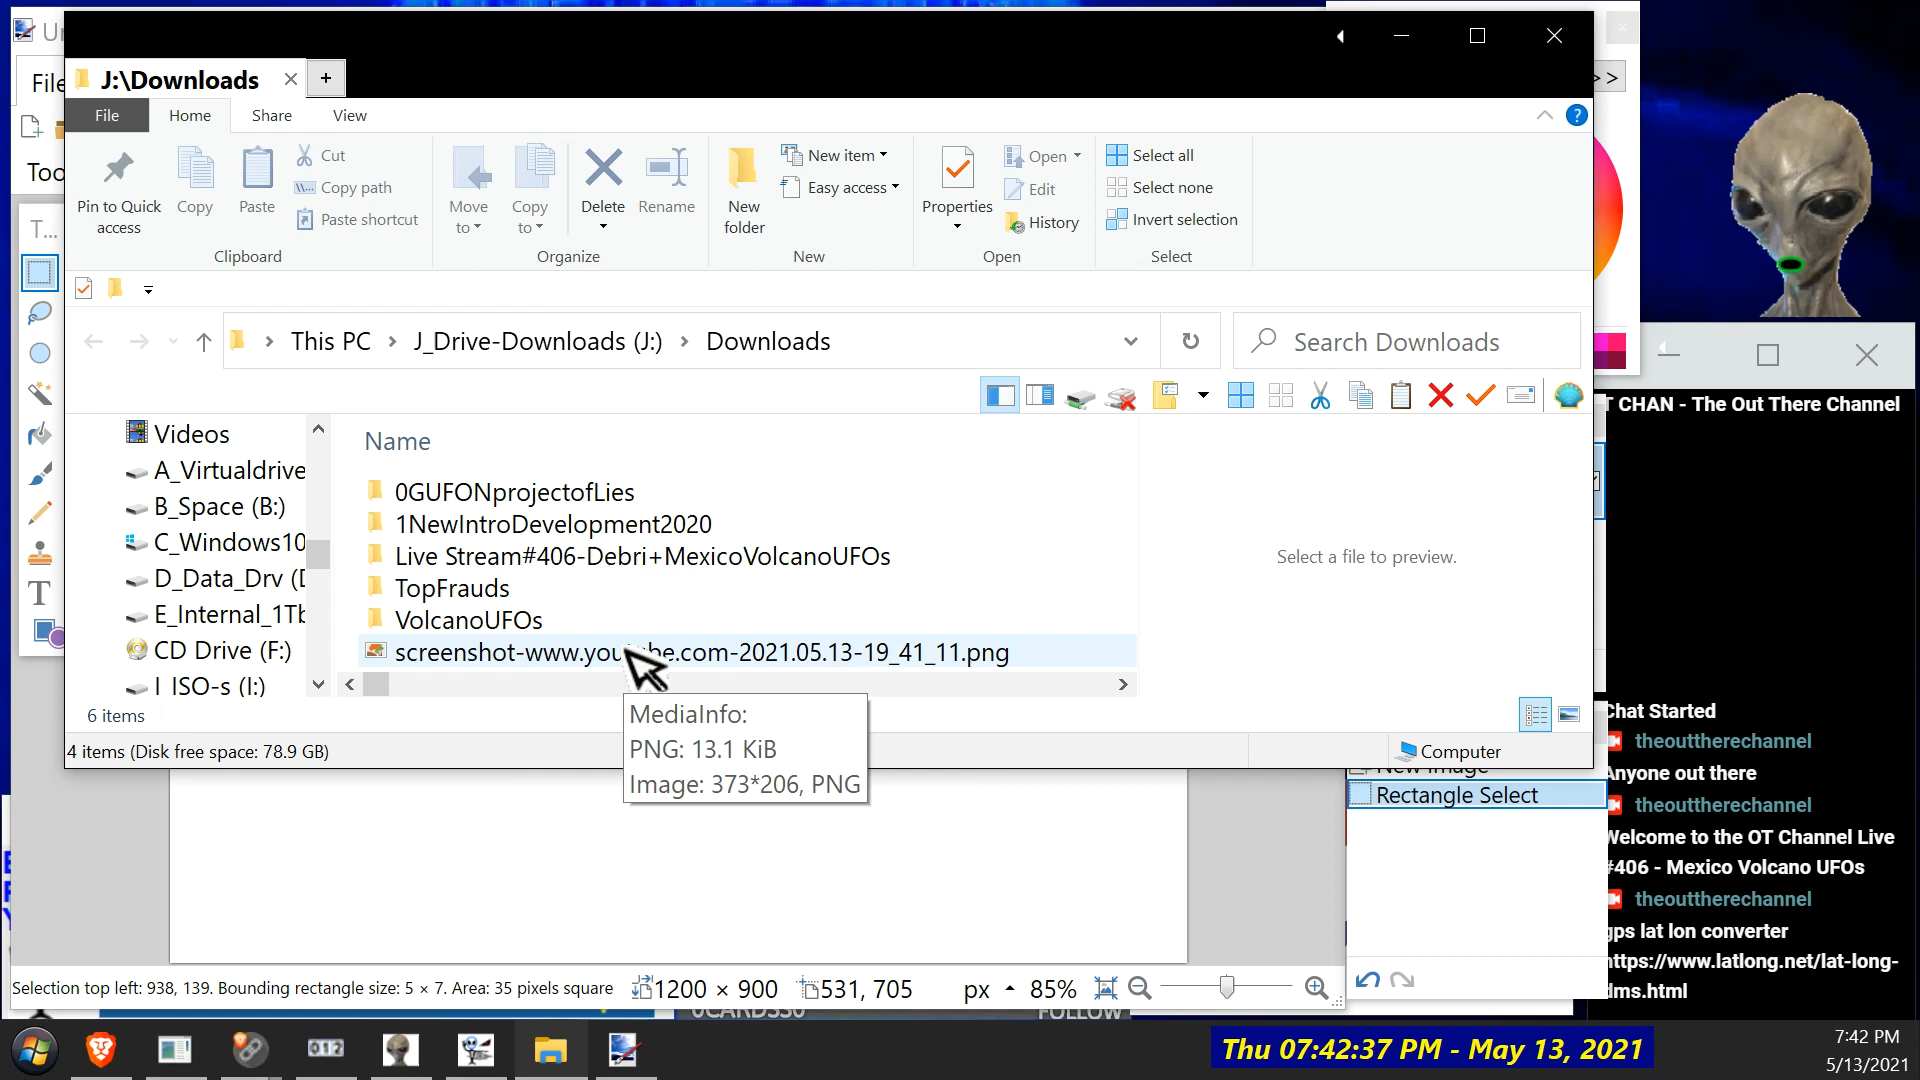 J:\Downloads
File
File Home Share View
Pin to Quick access
Copy
Paste
Cut
Copy path
Paste shortcut
Clipboard
Move to
Copy to
Delete
Rename
Organize
New folder
New item
Easy access
New
Properties
Open
Edit
History
Open
Select all
Select none
Invert selection
Select
This PC > J_Drive-Downloads (J:) > Downloads
Search Downloads
Videos
A_Virtualdrive
B_Space (B:)
C_Windows10
D_Data_Drv (
E_Internal_1Tb
CD Drive (F:)
I_ISO-s (I:)
Name
0GUFONprojectofLies
1NewIntroDevelopment2020
Live Stream#406-Debri+MexicoVolcanoUFOs
TopFrauds
VolcanoUFOs
screenshot-www.youtube.com-2021.05.13-19_41_11.png
Select a file to preview.
MediaInfo:
PNG: 13.1 KiB
Image: 373*206, PNG
6 items
4 items (Disk free space: 78.9 GB)
Computer
New Image
Rectangle Select
T CHAN - The Out There Channel
Chat Started
theouttherechannel
Anyone out there
theouttherechannel
Welcome to the OT Channel Live
#406 - Mexico Volcano UFOs
theouttherechannel
gps lat lon converter
https://www.latlong.net/lat-long-
dms.html
Selection top left: 938, 139. Bounding rectangle size: 5 × 7. Area: 35 pixels square
1200 × 900
531, 705
px
85%
FOLLOW
012
Thu 07:42:37 PM - May 13, 2021
7:42 PM
5/13/2021